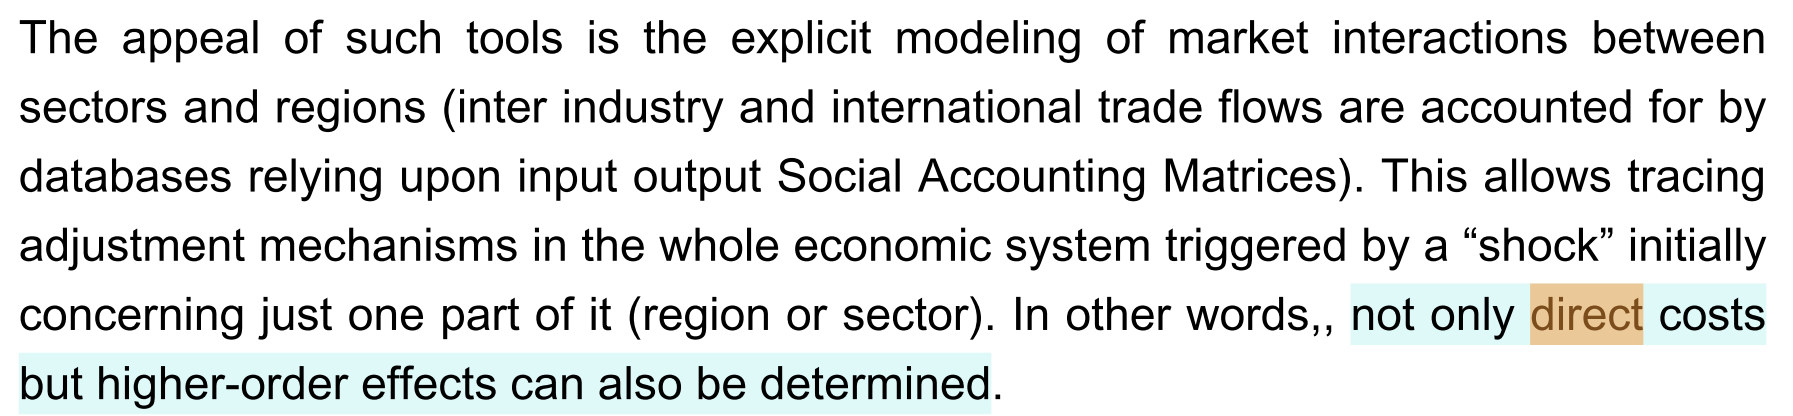 The appeal of such tools is the explicit modeling of market interactions between
sectors and regions (inter industry and international trade flows are accounted for by
databases relying upon input output Social Accounting Matrices). This allows tracing
adjustment mechanisms in the whole economic system triggered by a “shock” initially
concerning just one part of it (region or sector). In other words,, not only direct costs
but higher-order effects can also be determined.